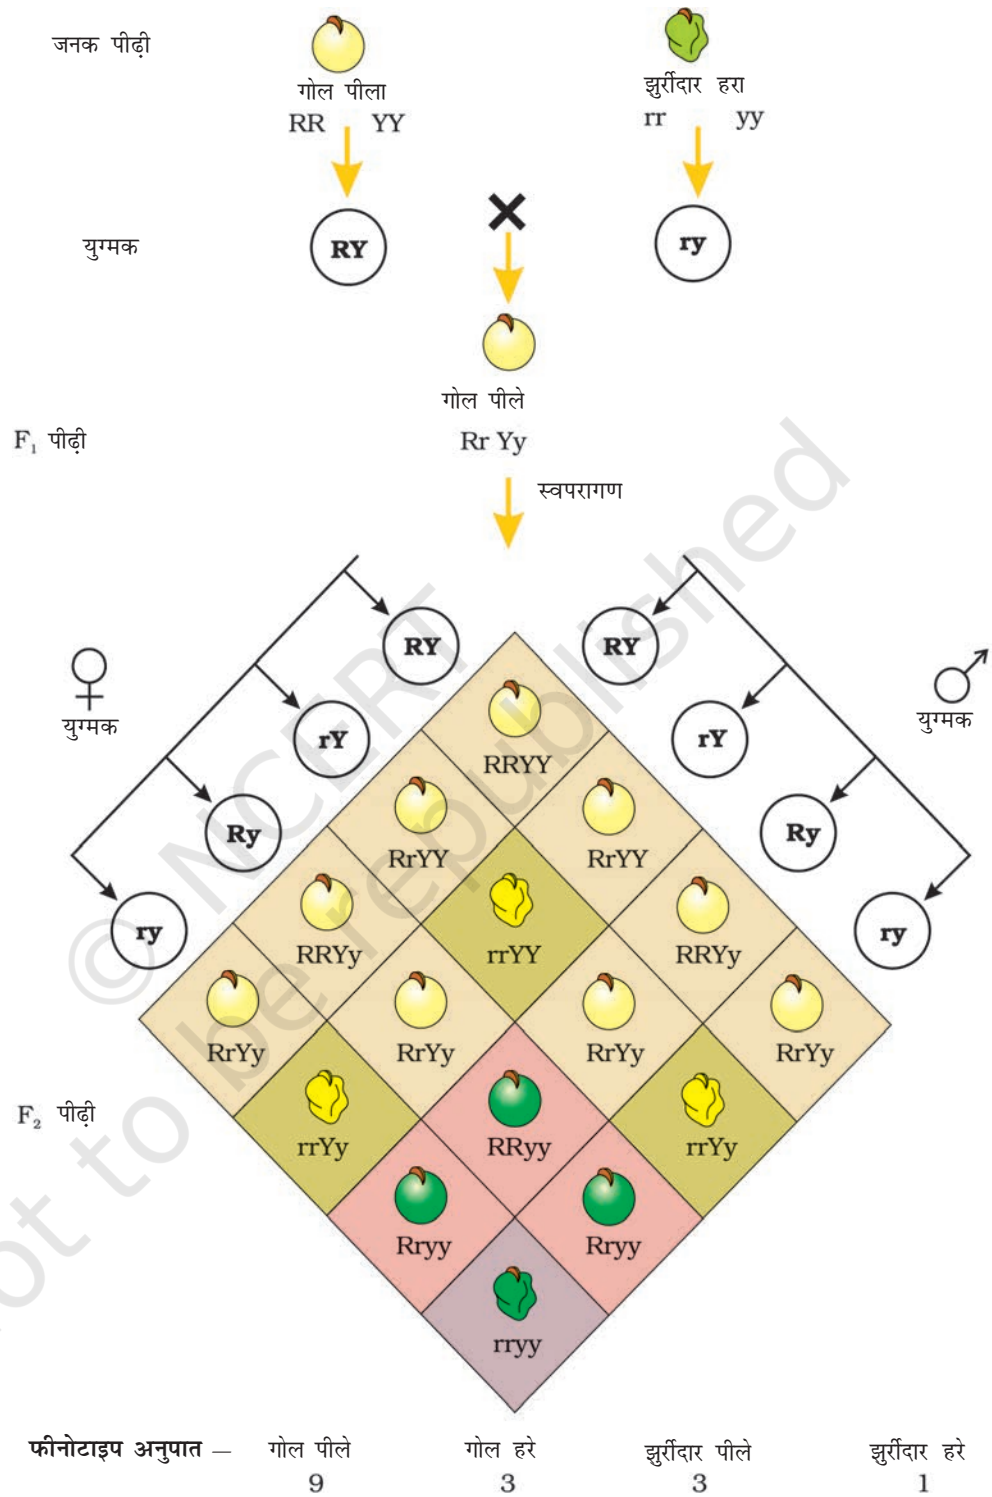 जनक पीढ़ी
गोल पीला
झुर्रीदार हरा
RR YY
rr yy
युग्मक
RY
ry
गोल पीले
F₁ पीढ़ी
Rr Yy
स्वपरागण
RY
RY
♀
युग्मक
♂
युग्मक
rY
rY
RRYY
Ry
Ry
RrYY
RrYY
ry
ry
RRYy
rrYY
RRYy
RrYy
RrYy
RrYy
RrYy
F₂ पीढ़ी
rrYy
RRyy
rrYy
Rryy
Rryy
rryy
फीनोटाइप अनुपात — गोल पीले गोल हरे झुर्रीदार पीले झुर्रीदार हरे
9 3 3 1
© NCERT
not to be republished